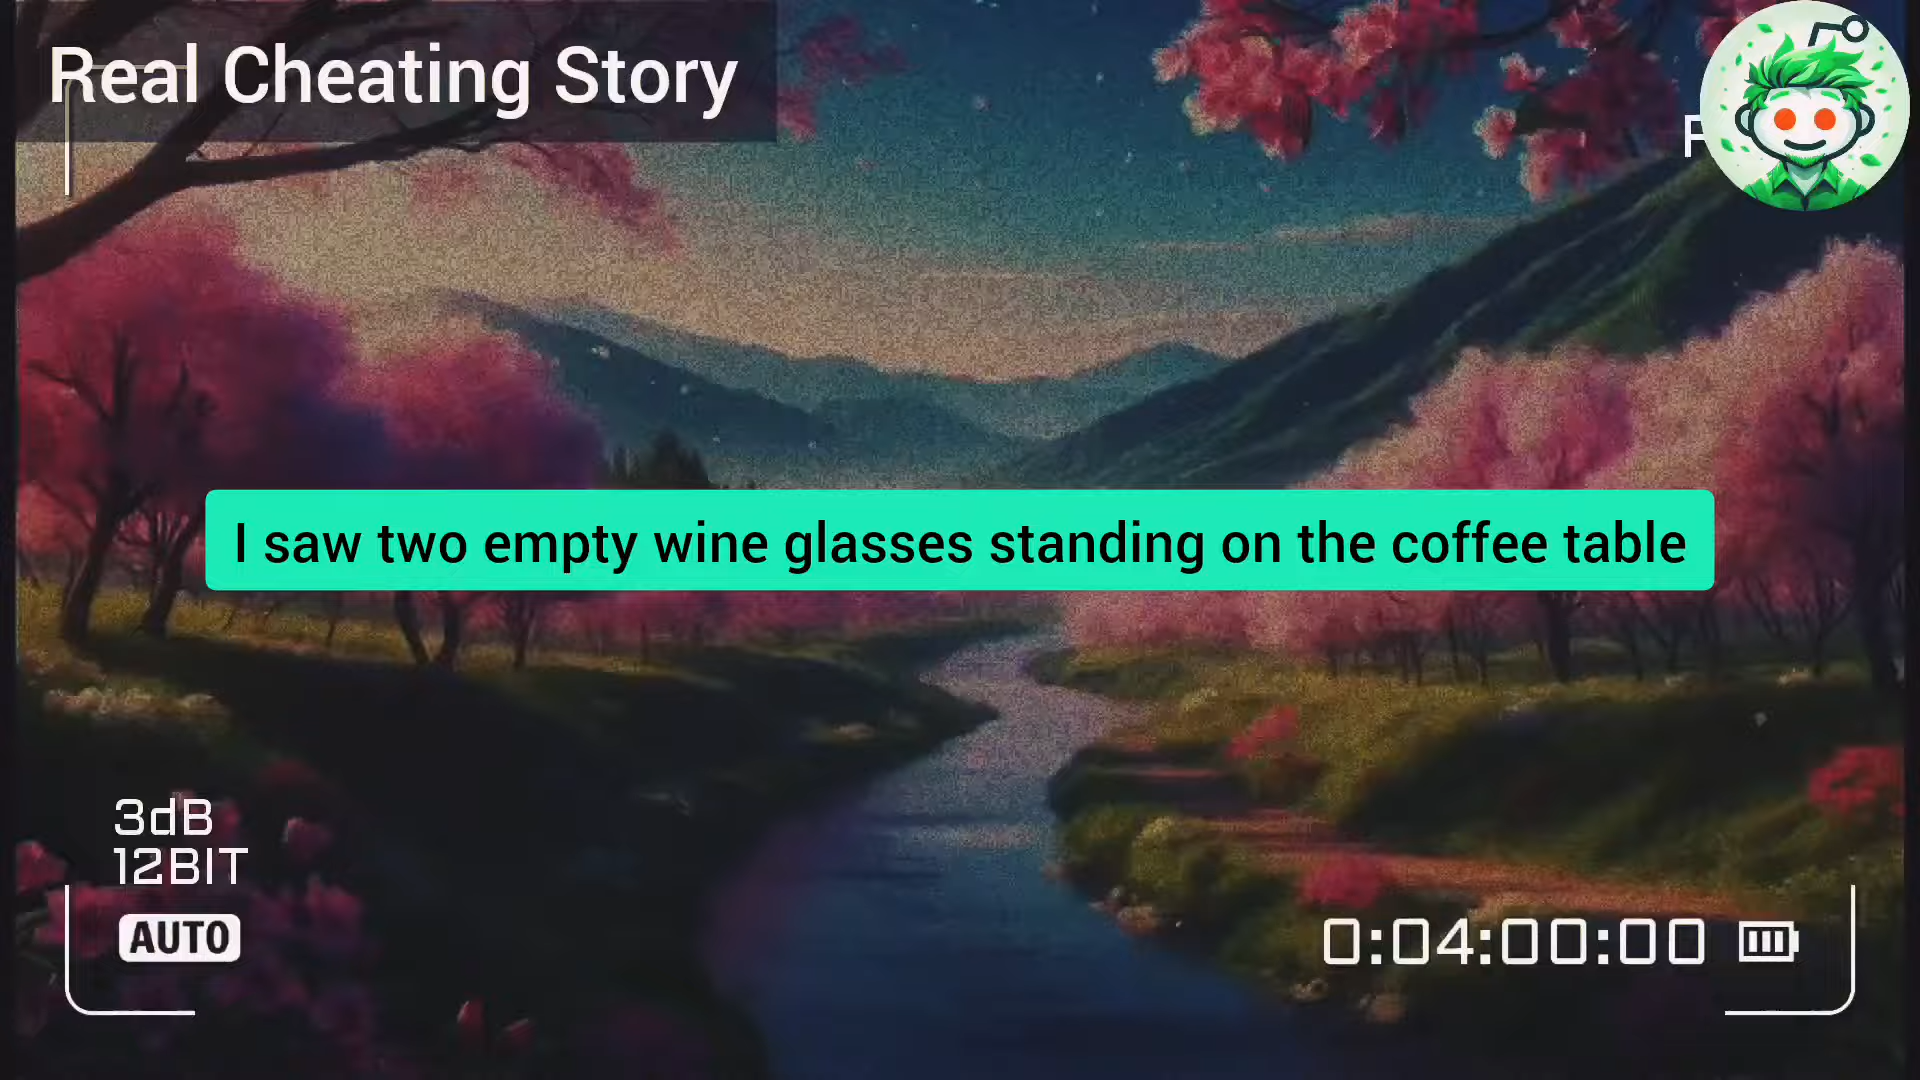 Real Cheating Story
I saw two empty wine glasses standing on the coffee table
3dB
12BIT
AUTO
0:04:00:00